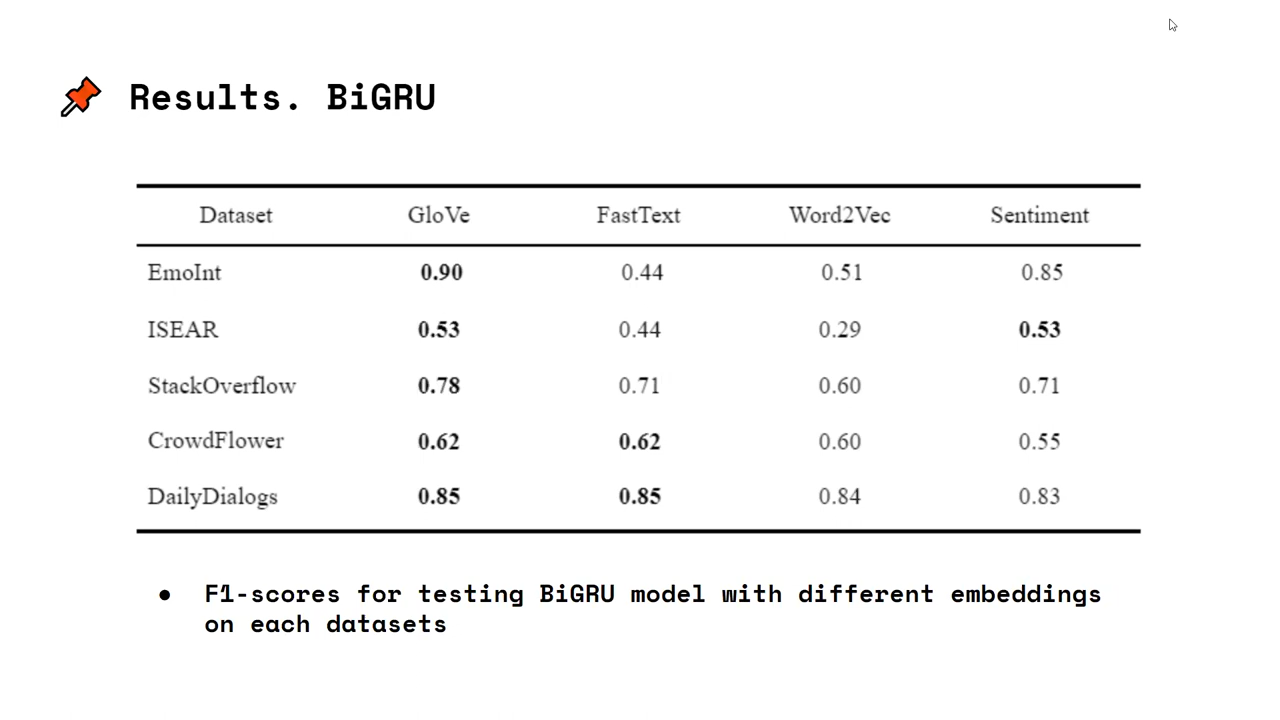 Results. BiGRU
Dataset GloVe FastText Word2Vec Sentiment
EmoInt 0.90 0.44 0.51 0.85
ISEAR 0.53 0.44 0.29 0.53
StackOverflow 0.78 0.71 0.60 0.71
CrowdFlower 0.62 0.62 0.60 0.55
DailyDialogs 0.85 0.85 0.84 0.83
● F1-scores for testing BiGRU model with different embeddings
on each datasets